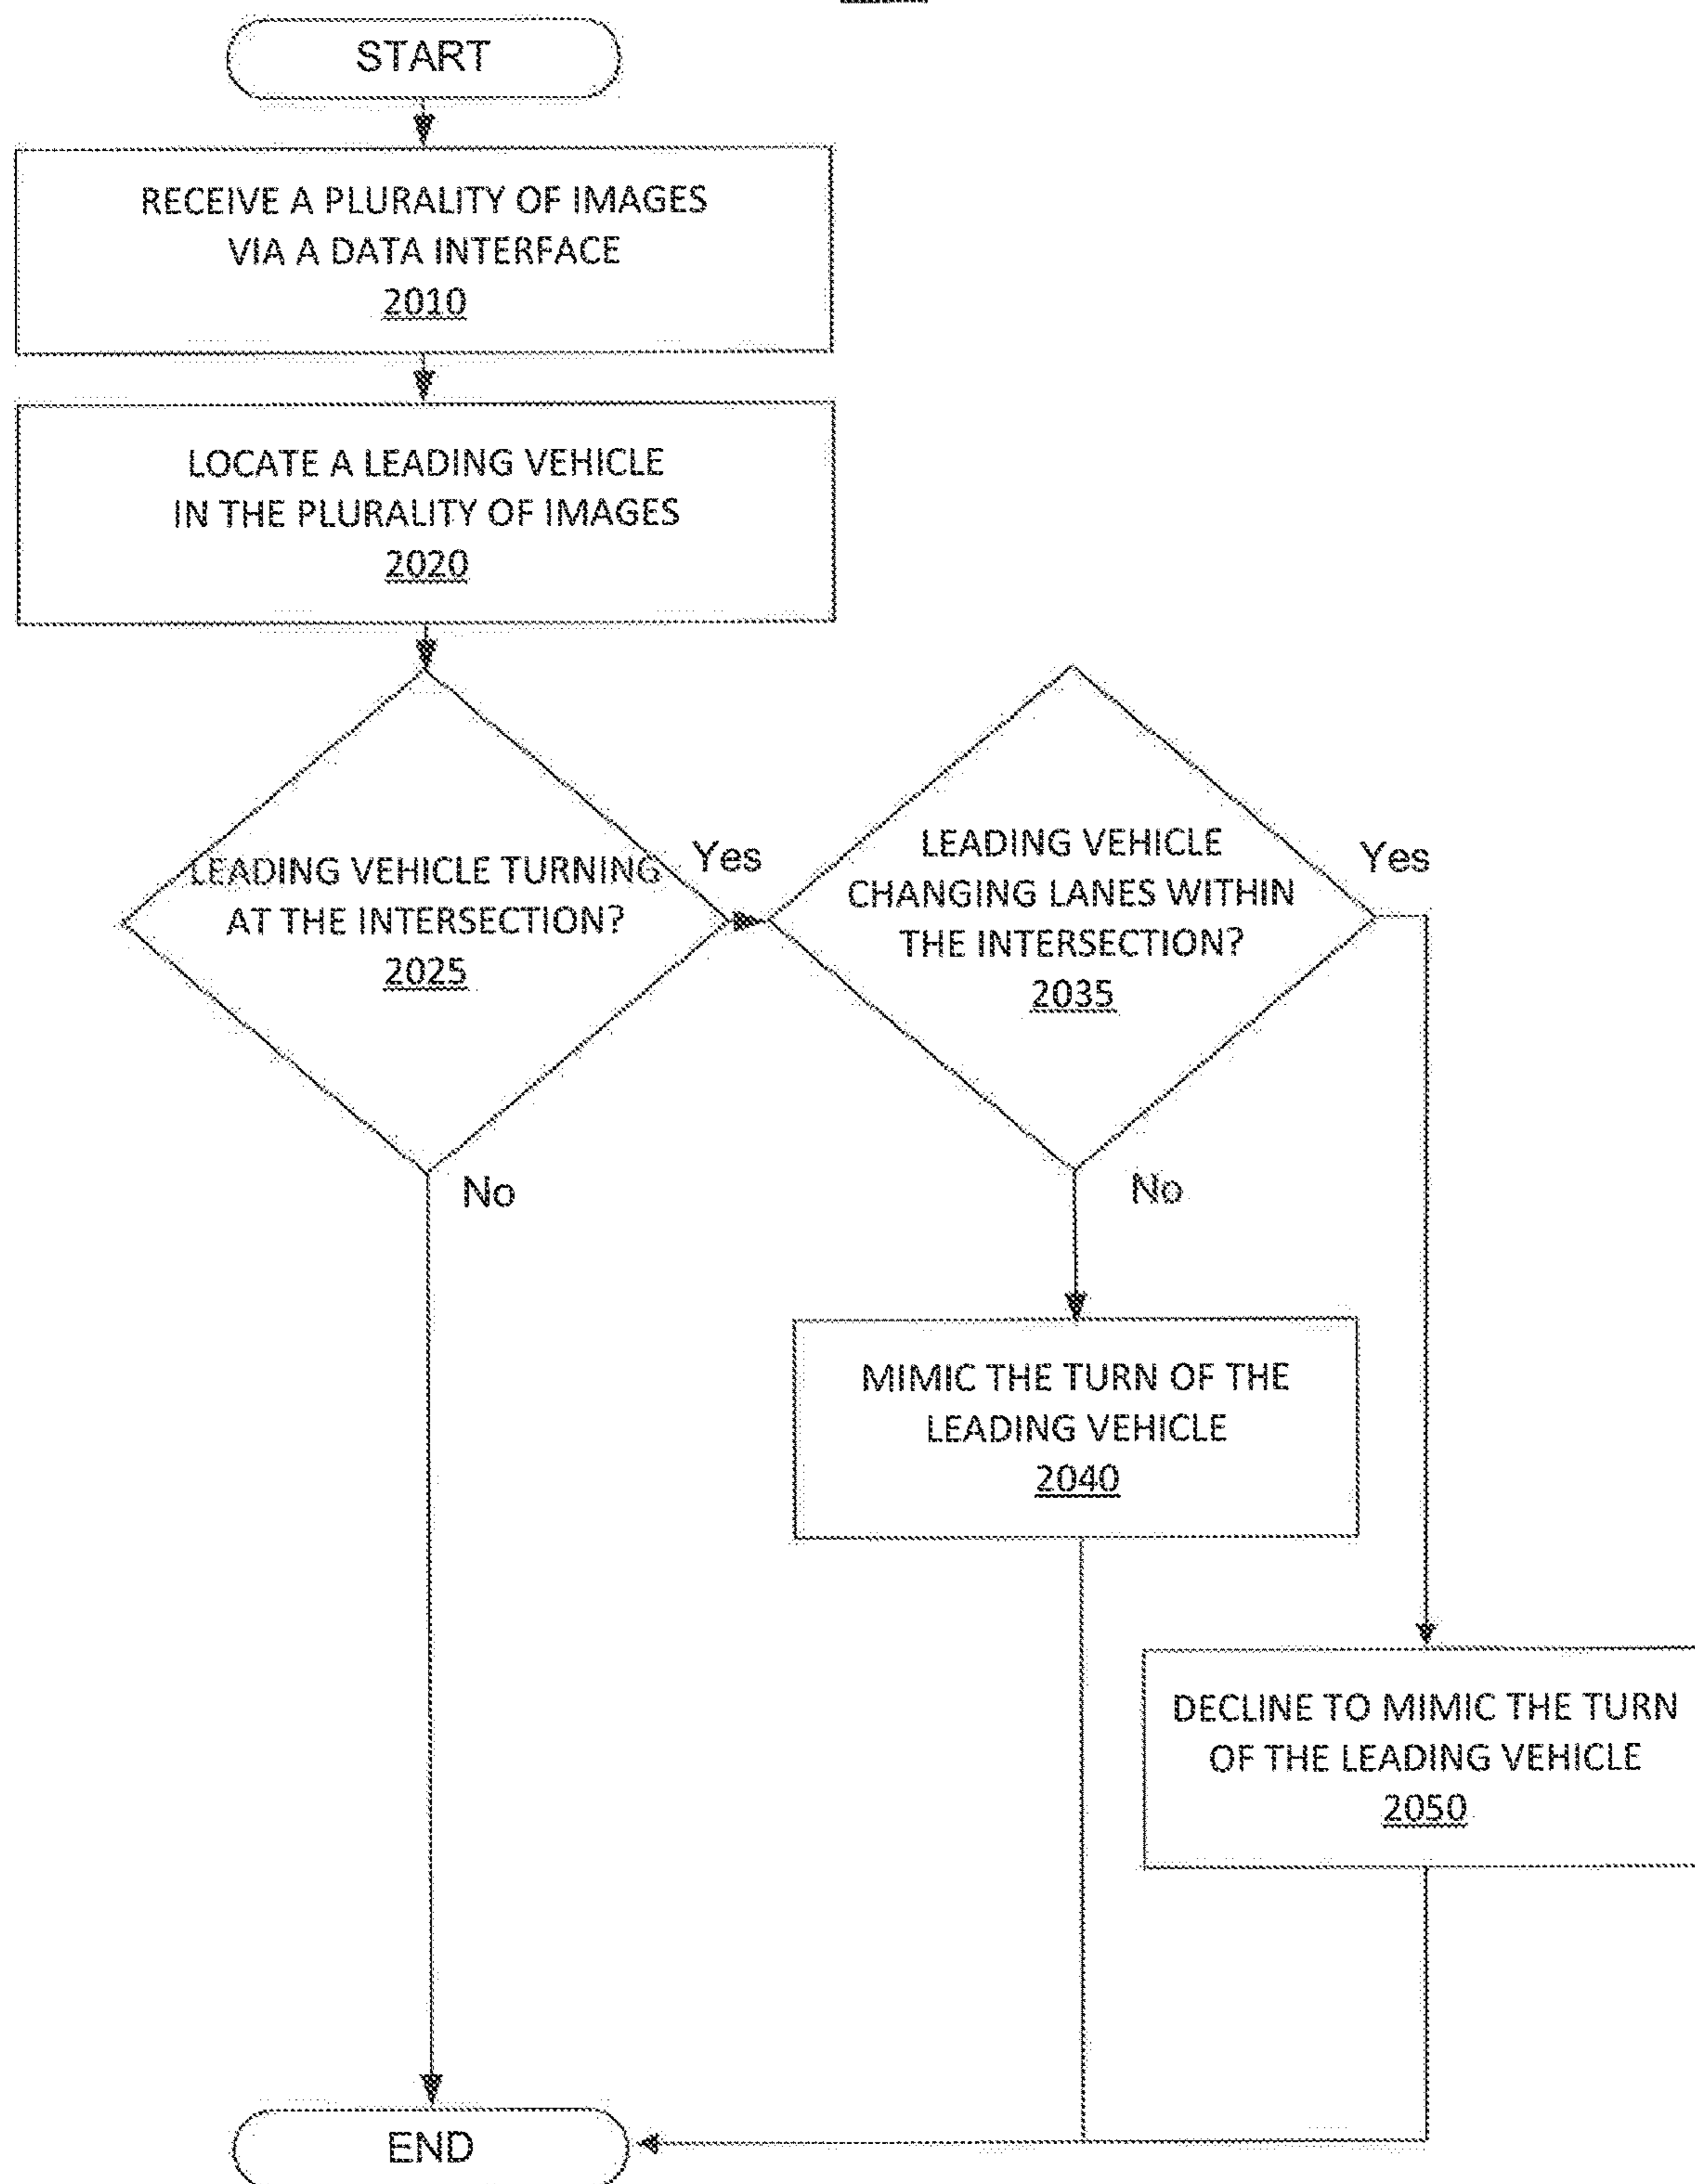 START
RECEIVE A PLURALITY OF IMAGES
VIA A DATA INTERFACE
2010
LOCATE A LEADING VEHICLE
IN THE PLURALITY OF IMAGES
2020
LEADING VEHICLE TURNING
AT THE INTERSECTION?
2025
Yes
LEADING VEHICLE
CHANGING LANES WITHIN
THE INTERSECTION?
2035
Yes
No
No
MIMIC THE TURN OF THE
LEADING VEHICLE
2040
DECLINE TO MIMIC THE TURN
OF THE LEADING VEHICLE
2050
END